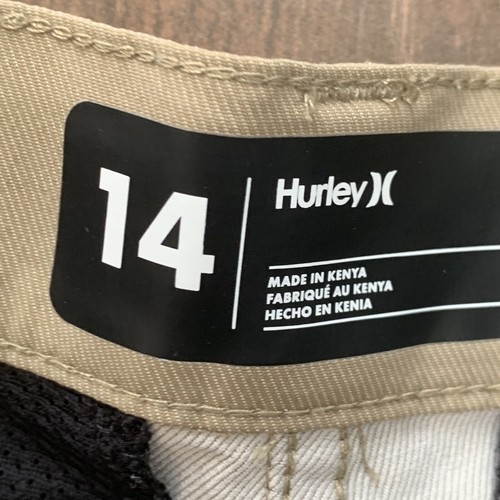 14
Hurley
MADE IN KENYA
FABRIQUÉ AU KENYA
HECHO EN KENIA